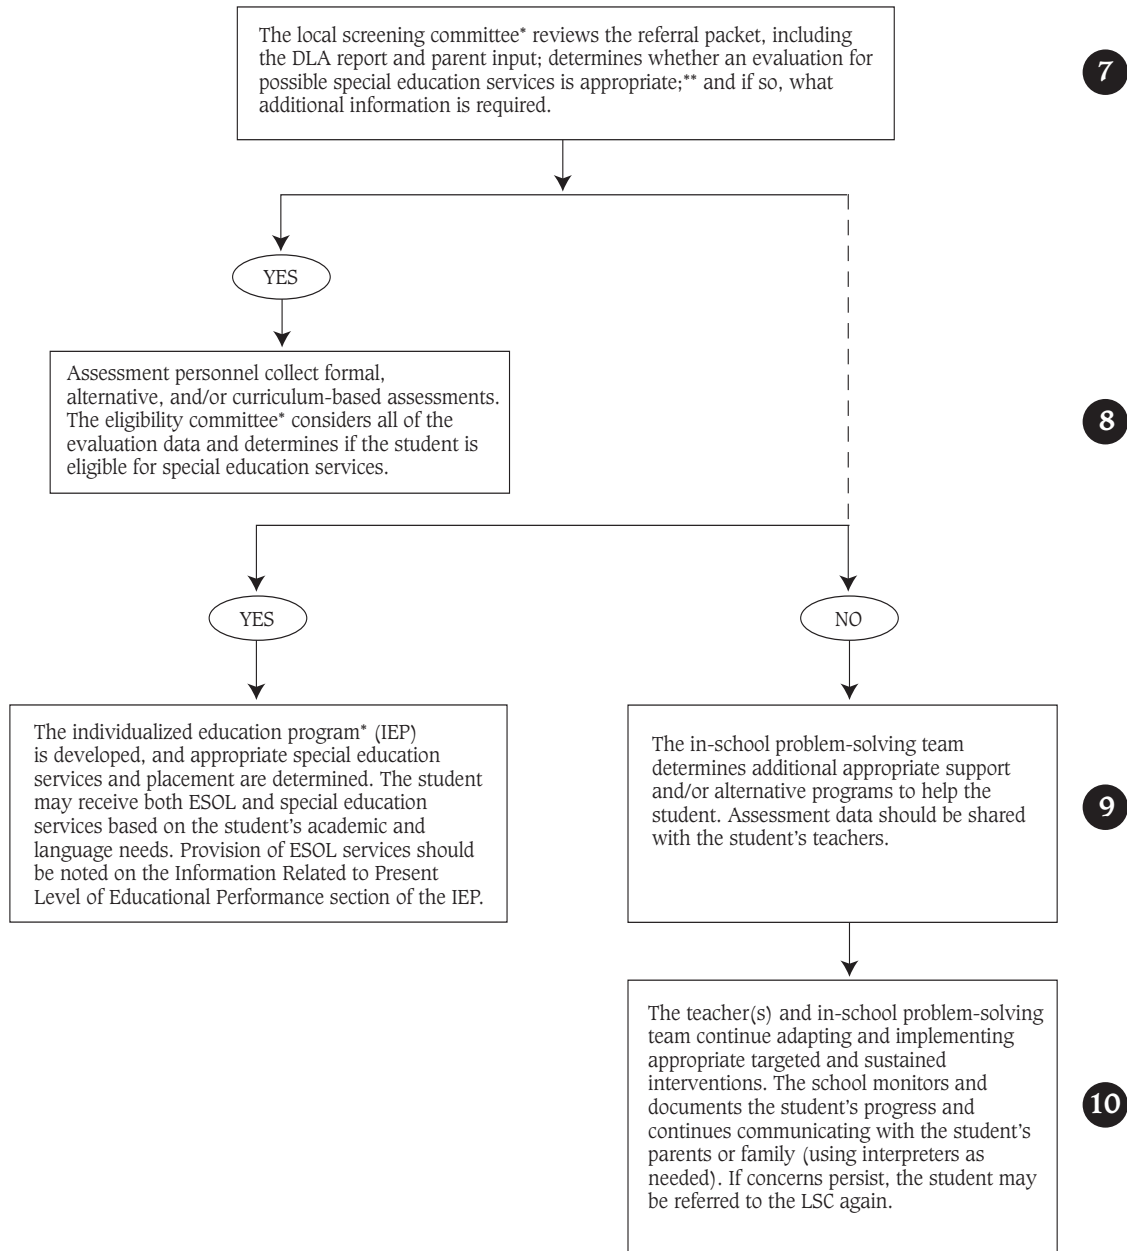 The local screening committee* reviews the referral packet, including
the DLA report and parent input; determines whether an evaluation for
possible special education services is appropriate;** and if so, what
additional information is required.
7
YES
Assessment personnel collect formal,
alternative, and/or curriculum-based assessments.
The eligibility committee* considers all of the
evaluation data and determines if the student is
eligible for special education services.
8
YES
NO
The individualized education program* (IEP)
is developed, and appropriate special education
services and placement are determined. The student
may receive both ESOL and special education
services based on the student's academic and
language needs. Provision of ESOL services should
be noted on the Information Related to Present
Level of Educational Performance section of the IEP.
The in-school problem-solving team
determines additional appropriate support
and/or alternative programs to help the
student. Assessment data should be shared
with the student's teachers.
9
The teacher(s) and in-school problem-solving
team continue adapting and implementing
appropriate targeted and sustained
interventions. The school monitors and
documents the student's progress and
continues communicating with the student's
parents or family (using interpreters as
needed). If concerns persist, the student may
be referred to the LSC again.
10